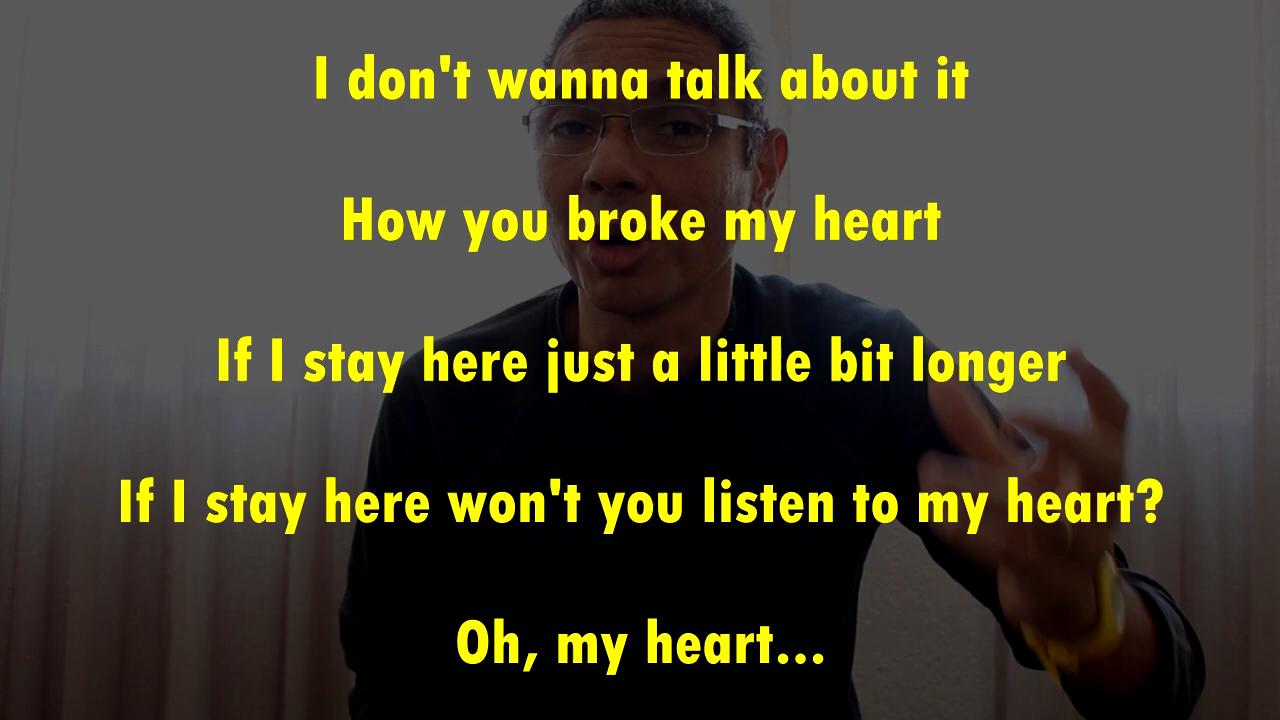 I don't wanna talk about it
How you broke my heart
If I stay here just a little bit longer
If I stay here won't you listen to my heart?
Oh, my heart...